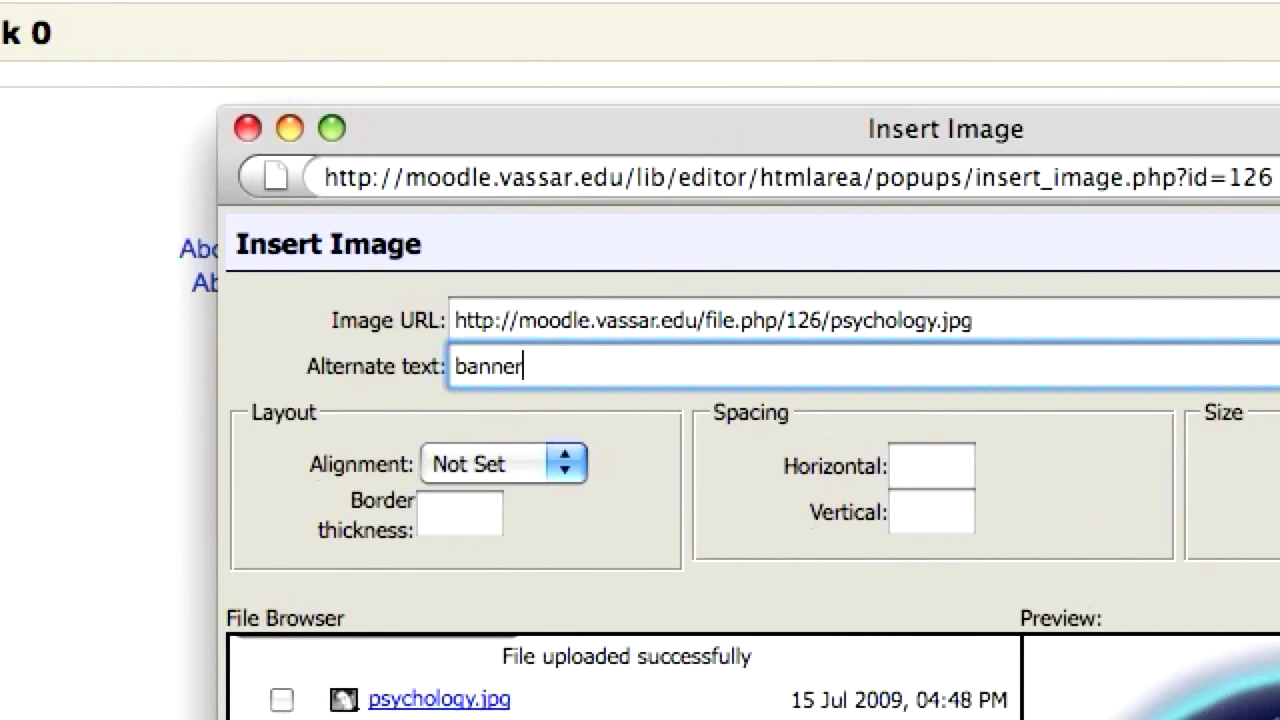 k 0
Insert Image
http://moodle.vassar.edu/lib/editor/htmlarea/popups/insert_image.php?id=126
Abo
Insert Image
Ab
Image URL: http://moodle.vassar.edu/file.php/126/psychology.jpg
Alternate text: banner
Layout Spacing Size
Alignment: Not Set Horizontal:
Border
thickness: Vertical:
File Browser Preview:
File uploaded successfully
psychology.jpg 15 Jul 2009, 04:48 PM